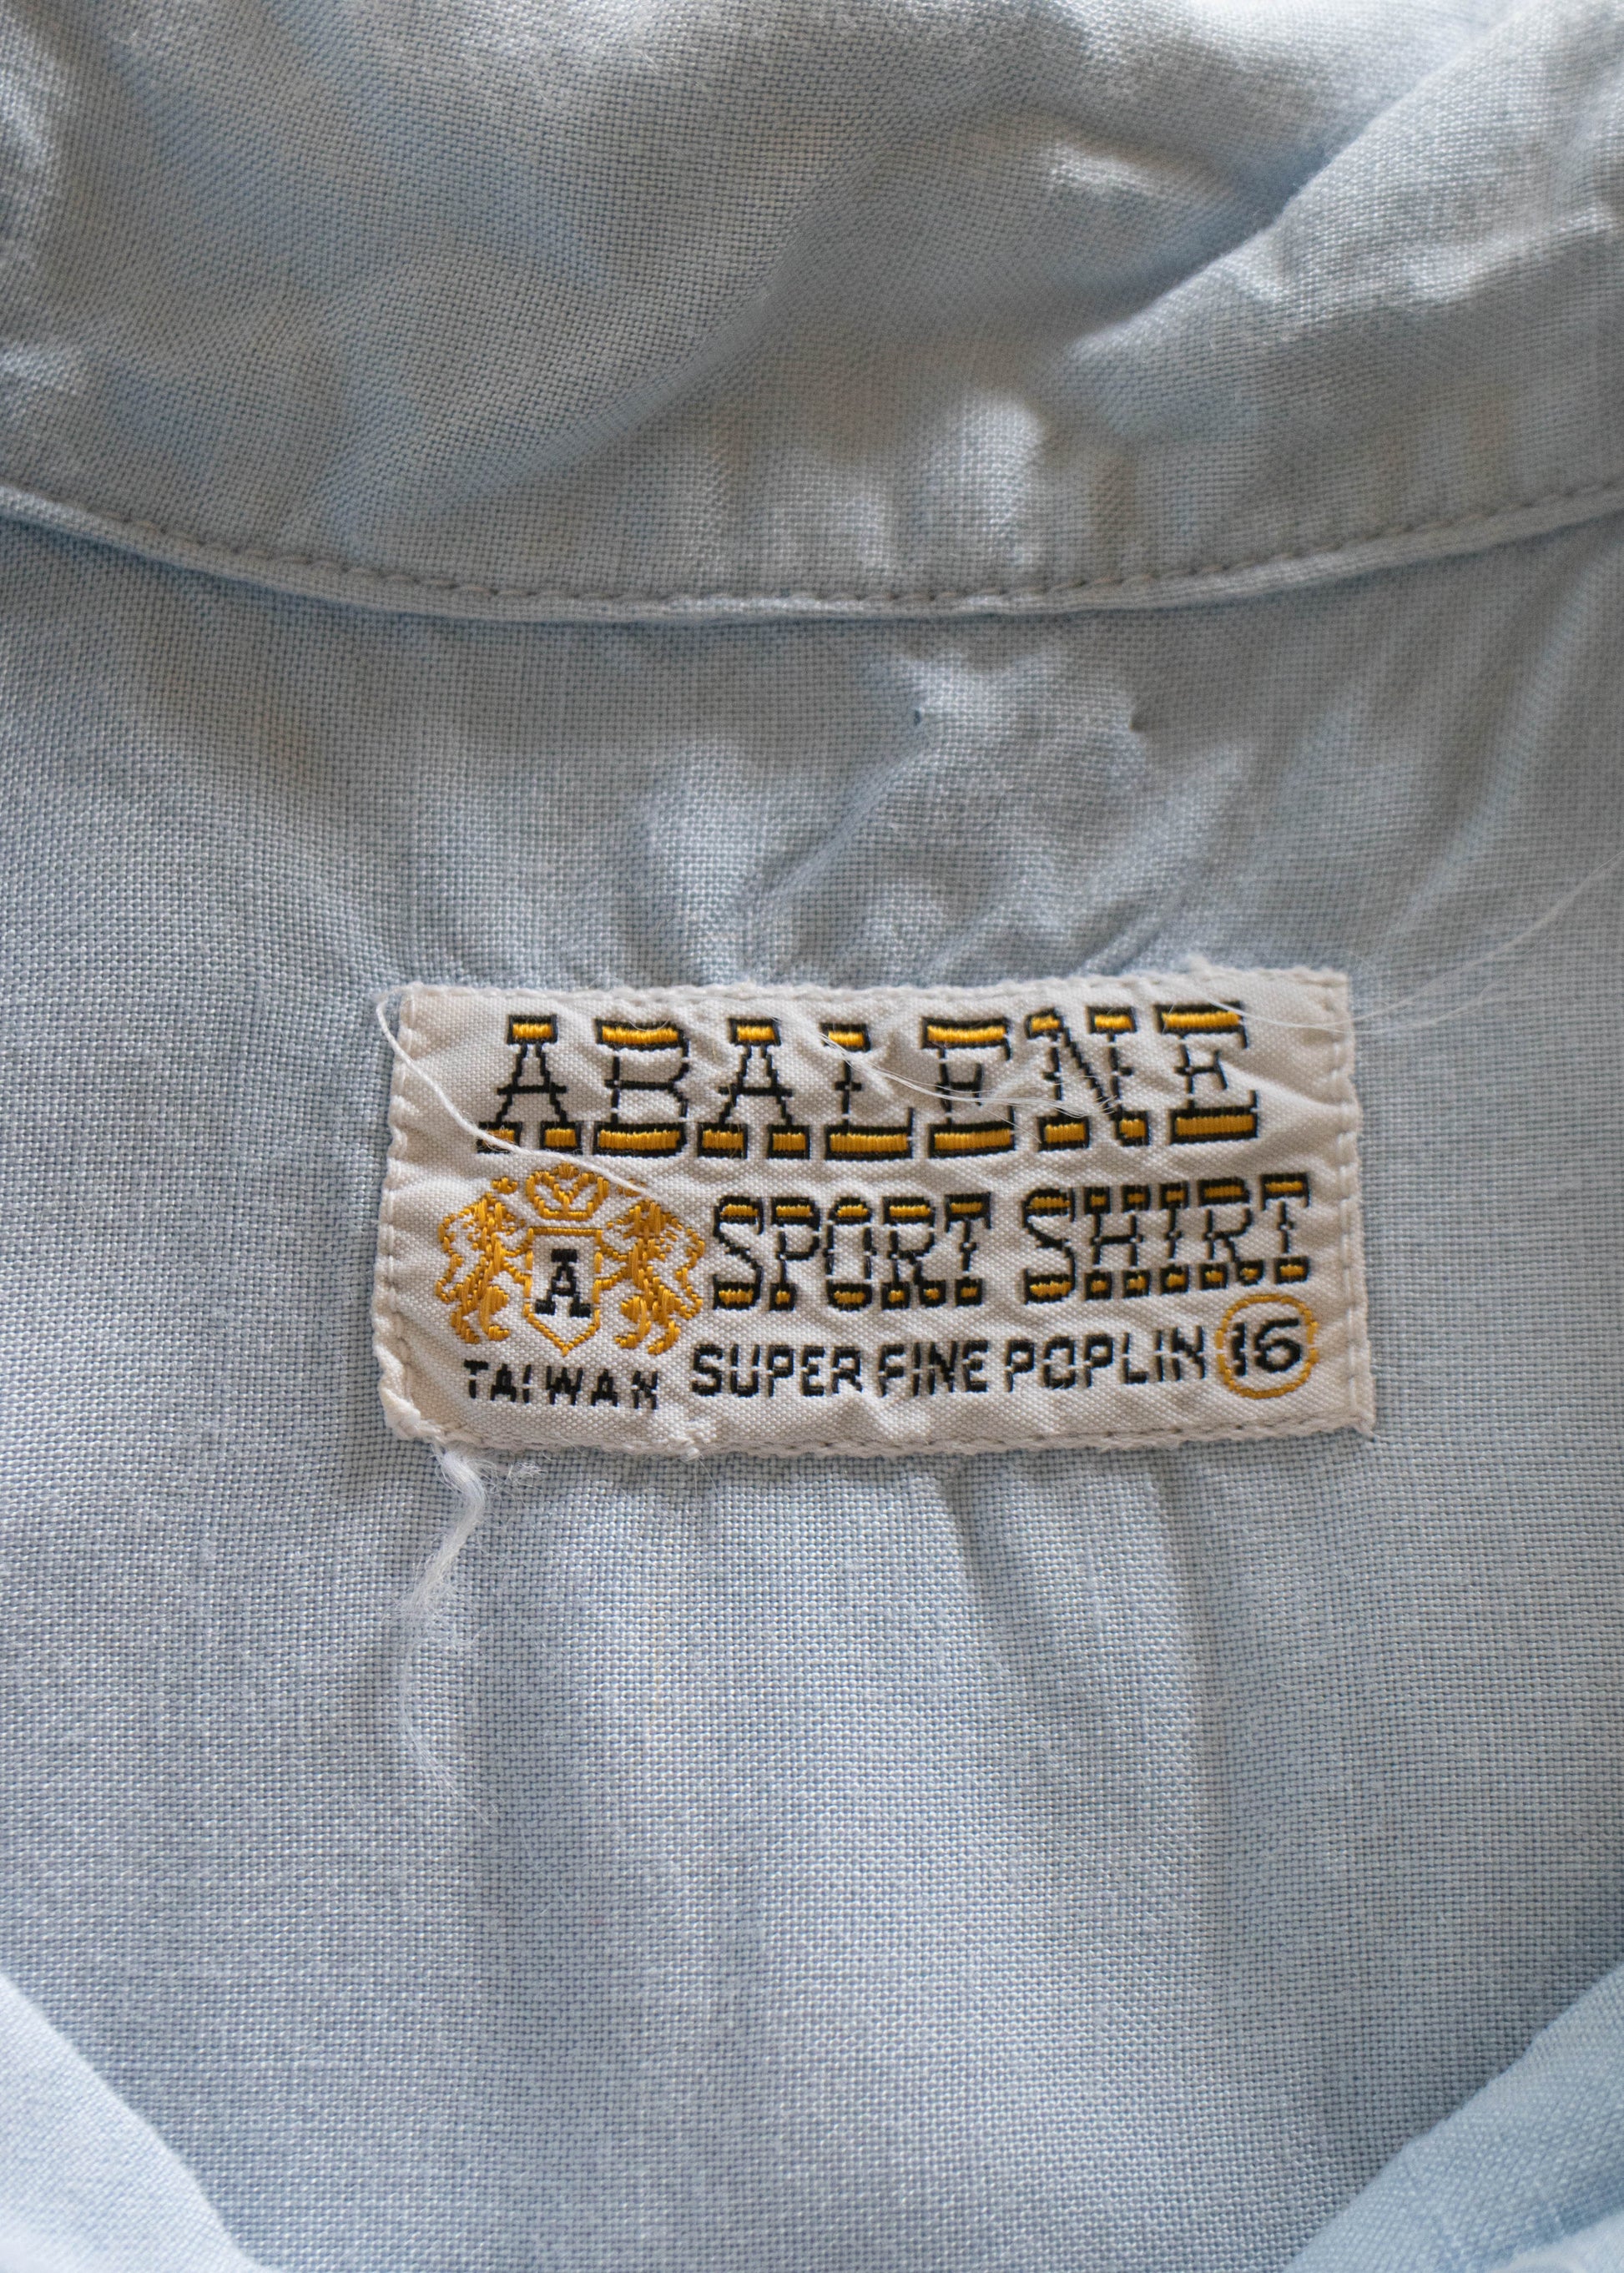 ABALENE
A SPORT SHIRT
TAIWAN SUPER FINE POPLIN 16